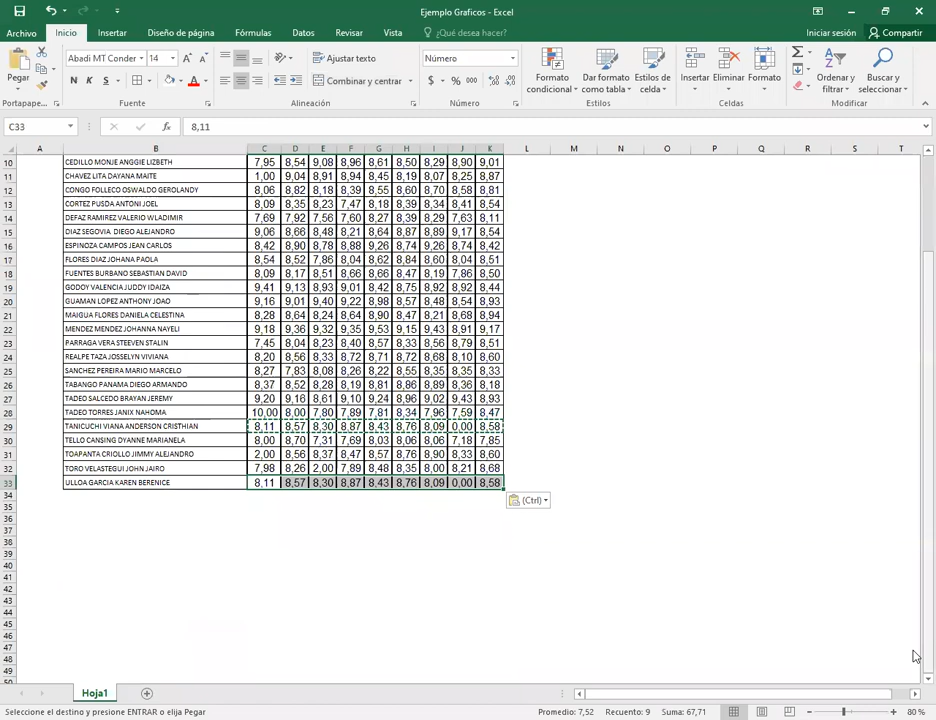 Ejemplo Graficos - Excel
Archivo Inicio Insertar Diseño de página Fórmulas Datos Revisar Vista ¿Qué desea hacer? Iniciar sesión Compartir
Pegar Abadi MT Conder 14 Ajustar texto Número Formato condicional Dar formato como tabla Estilos de celda Insertar Eliminar Formato Ordenar y filtrar Buscar y seleccionar
N K S Combinar y centrar $ % 000
Portapape... Fuente Alineación Número Estilos Celdas Modificar
C33 fx 8,11
A B C D E F G H I J K L M N O P Q R S T
10 CEDILLO MONJE ANGGIE LIZBETH 7,95 8,54 9,08 8,96 8,61 8,50 8,29 8,90 9,01
11 CHAVEZ LITA DAYANA MAITE 1,00 9,04 8,91 8,94 8,45 8,19 8,07 8,25 8,87
12 CONGO FOLLECO OSWALDO GEROLANDY 8,06 8,82 8,18 8,39 8,55 8,60 8,70 8,58 8,81
13 CORTEZ PUSDA ANTONI JOEL 8,09 8,35 8,23 7,47 8,18 8,39 8,34 8,41 8,54
14 DEFAZ RAMIREZ VALERIO WLADIMIR 7,69 7,92 7,56 7,60 8,27 8,39 8,29 7,63 8,11
15 DIAZ SEGOVIA DIEGO ALEJANDRO 9,06 8,66 8,48 8,21 8,64 8,87 8,89 9,17 8,54
16 ESPINOZA CAMPOS JEAN CARLOS 8,42 8,90 8,78 8,88 9,26 8,74 9,26 8,74 8,42
17 FLORES DIAZ JOHANA PAOLA 8,54 8,52 7,86 8,04 8,62 8,84 8,60 8,04 8,51
18 FUENTES BURBANO SEBASTIAN DAVID 8,09 8,17 8,51 8,66 8,66 8,47 8,19 7,86 8,50
19 GODOY VALENCIA JUDDY IDAIZA 9,41 9,13 8,93 9,01 8,42 8,75 8,92 8,92 8,44
20 GUAMAN LOPEZ ANTHONY JOAO 9,16 9,01 9,40 9,22 8,98 8,57 8,48 8,54 8,93
21 MAIGUA FLORES DANIELA CELESTINA 8,28 8,64 8,24 8,64 8,90 8,47 8,21 8,68 8,94
22 MENDEZ MENDEZ JOHANNA NAYELI 9,18 9,36 9,32 9,35 9,53 9,15 9,43 8,91 9,17
23 PARRAGA VERA STEEVEN STALIN 7,45 8,04 8,23 8,40 8,57 8,33 8,56 8,79 8,51
24 REALPE TAZA JOSSELYN VIVIANA 8,20 8,56 8,33 8,72 8,71 8,72 8,68 8,10 8,60
25 SANCHEZ PEREIRA MARIO MARCELO 8,27 7,83 8,08 8,26 8,22 8,55 8,35 8,35 8,33
26 TABANGO PANAMA DIEGO ARMANDO 8,37 8,52 8,28 8,19 8,81 8,86 8,89 8,36 8,18
27 TADEO SALCEDO BRAYAN JEREMY 9,20 9,16 8,61 9,10 9,24 8,96 9,02 9,43 8,93
28 TADEO TORRES JANIX NAHOMA 10,00 8,00 7,80 7,89 7,81 8,34 7,96 7,59 8,47
29 TANICUCHI VIANA ANDERSON CRISTHIAN 8,11 8,57 8,30 8,87 8,43 8,76 8,09 0,00 8,58
30 TELLO CANSING DYANNE MARIANELA 8,00 8,70 7,31 7,69 8,03 8,06 8,06 7,18 7,85
31 TOAPANTA CRIOLLO JIMMY ALEJANDRO 2,00 8,56 8,37 8,47 8,57 8,76 8,90 8,33 8,60
32 TORO VELASTEGUI JOHN JAIRO 7,98 8,26 2,00 7,89 8,48 8,35 8,00 8,21 8,68
33 ULLOA GARCIA KAREN BERENICE 8,11 8,57 8,30 8,87 8,43 8,76 8,09 0,00 8,58
34 (Ctrl)
35
36
37
38
39
40
41
42
43
44
45
46
47
48
49
50
Hoja1
Seleccione el destino y presione ENTRAR o elija Pegar Promedio: 7,52 Recuento: 9 Suma: 67,71 80 %